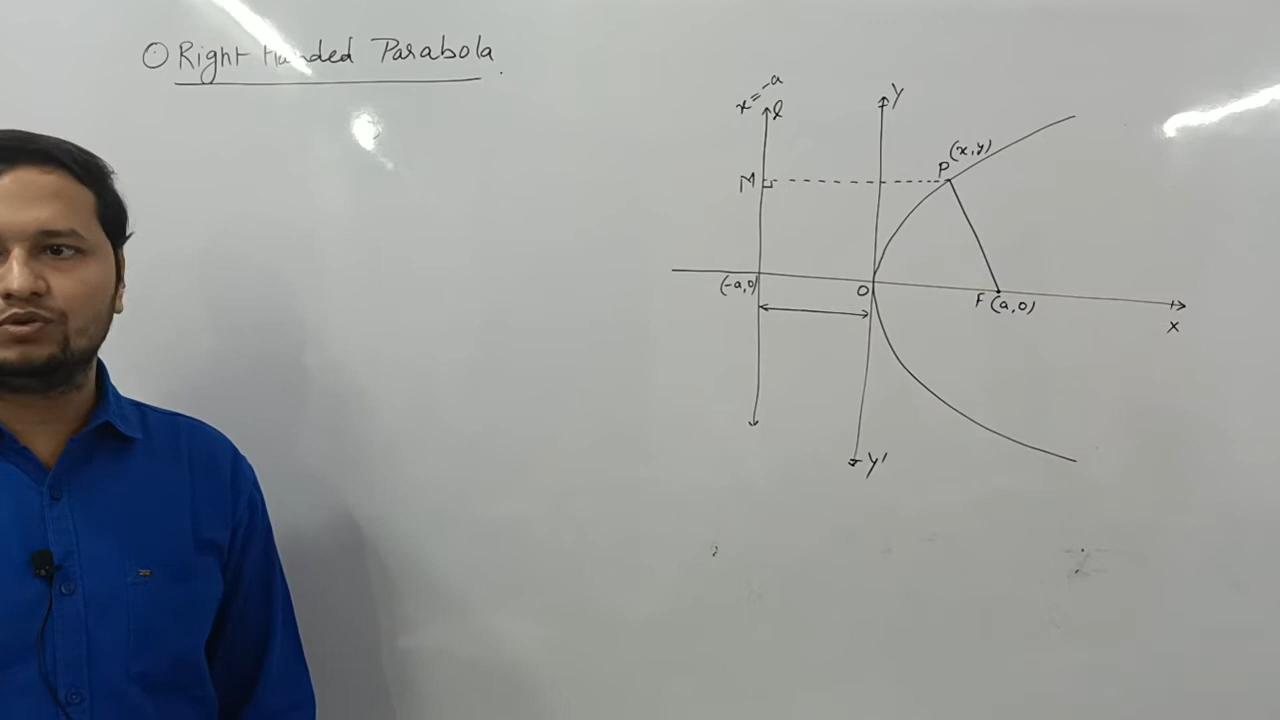 Right Handed Parabola.
x = -a
l
Y
P (x,y)
M
(-a,0)
O
F (a,0)
X
Y'